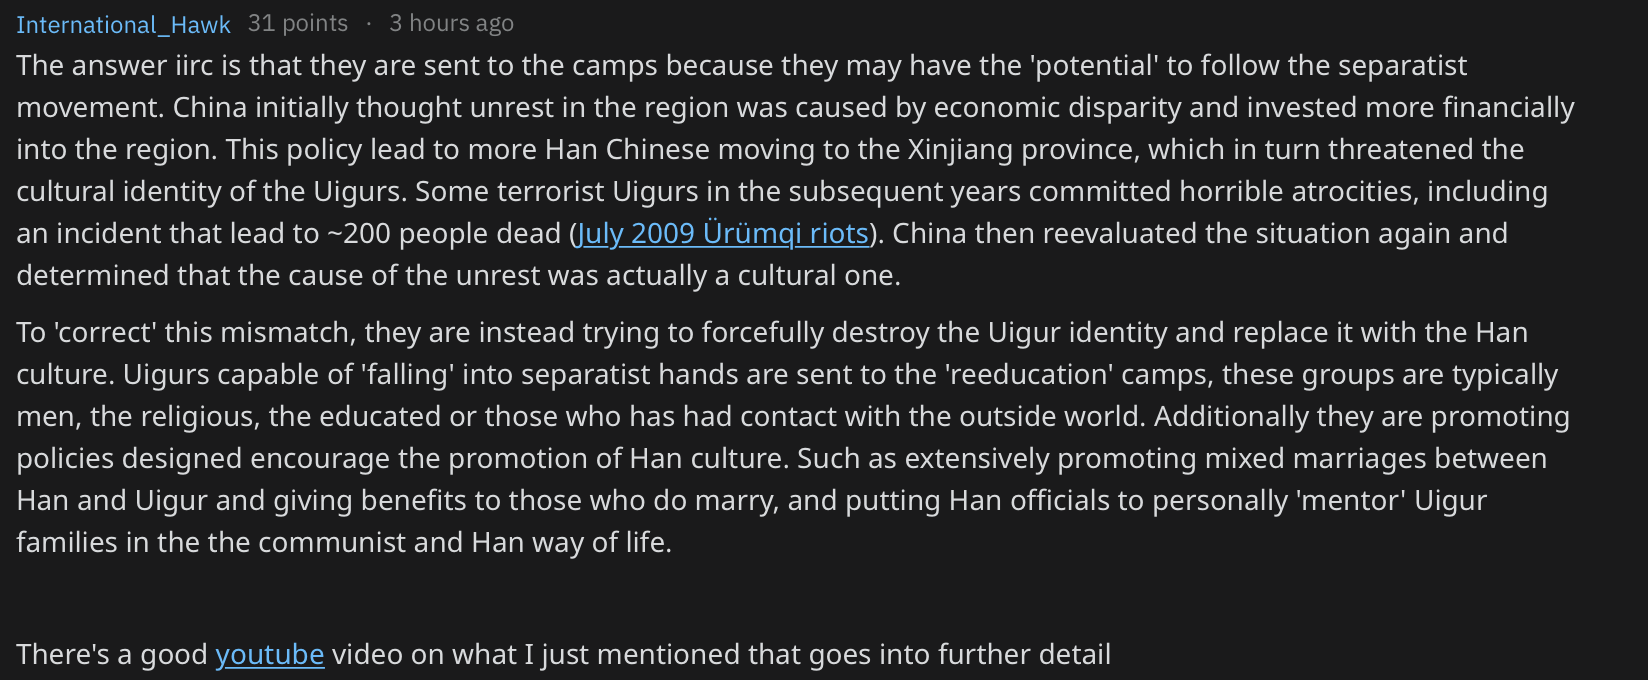 International_Hawk 31 points · 3 hours ago
The answer iirc is that they are sent to the camps because they may have the 'potential' to follow the separatist
movement. China initially thought unrest in the region was caused by economic disparity and invested more financially
into the region. This policy lead to more Han Chinese moving to the Xinjiang province, which in turn threatened the
cultural identity of the Uigurs. Some terrorist Uigurs in the subsequent years committed horrible atrocities, including
an incident that lead to ~200 people dead (July 2009 Ürümqi riots). China then reevaluated the situation again and
determined that the cause of the unrest was actually a cultural one.
To 'correct' this mismatch, they are instead trying to forcefully destroy the Uigur identity and replace it with the Han
culture. Uigurs capable of 'falling' into separatist hands are sent to the 'reeducation' camps, these groups are typically
men, the religious, the educated or those who has had contact with the outside world. Additionally they are promoting
policies designed encourage the promotion of Han culture. Such as extensively promoting mixed marriages between
Han and Uigur and giving benefits to those who do marry, and putting Han officials to personally 'mentor' Uigur
families in the the communist and Han way of life.
There's a good youtube video on what I just mentioned that goes into further detail